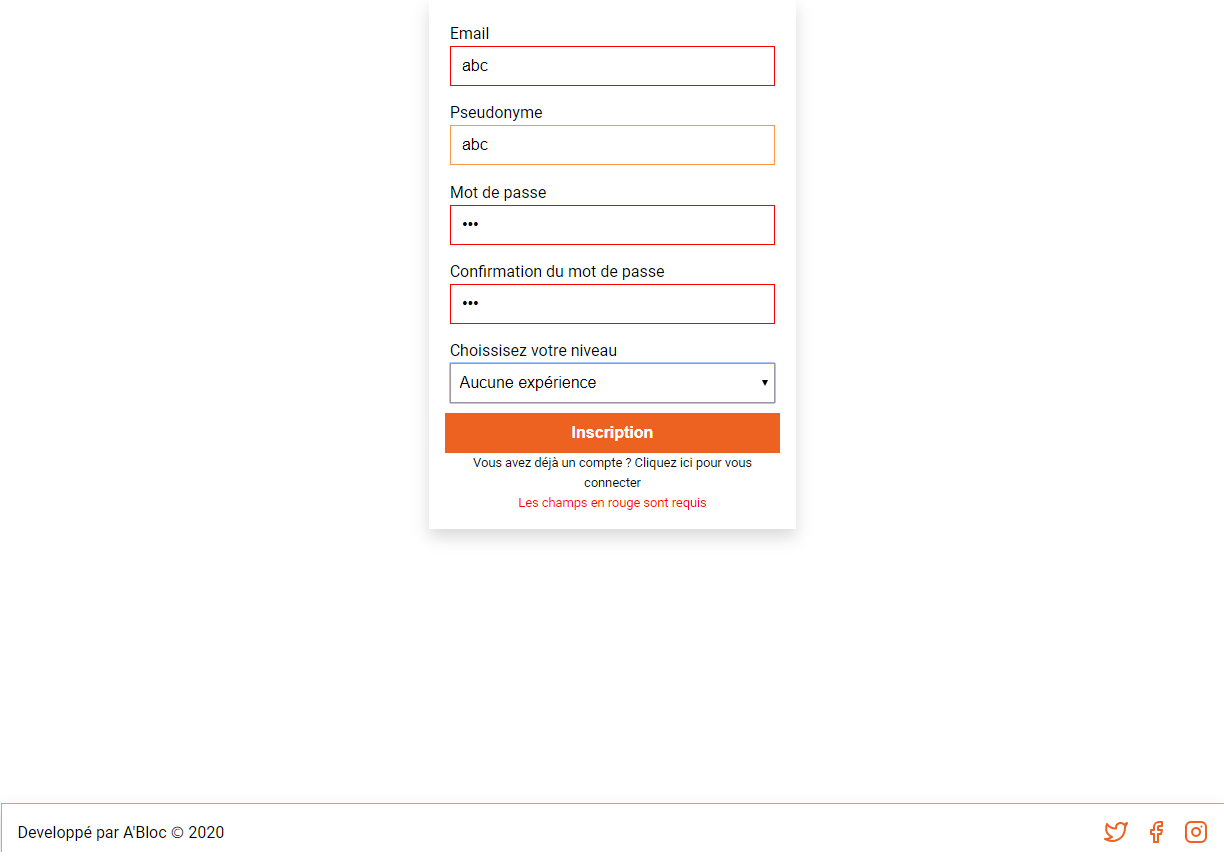 Email
abc
Pseudonyme
abc
Mot de passe
•••
Confirmation du mot de passe
•••
Choissisez votre niveau
Aucune expérience
Inscription
Vous avez déjà un compte ? Cliquez ici pour vous
connecter
Les champs en rouge sont requis
Developpé par A'Bloc © 2020